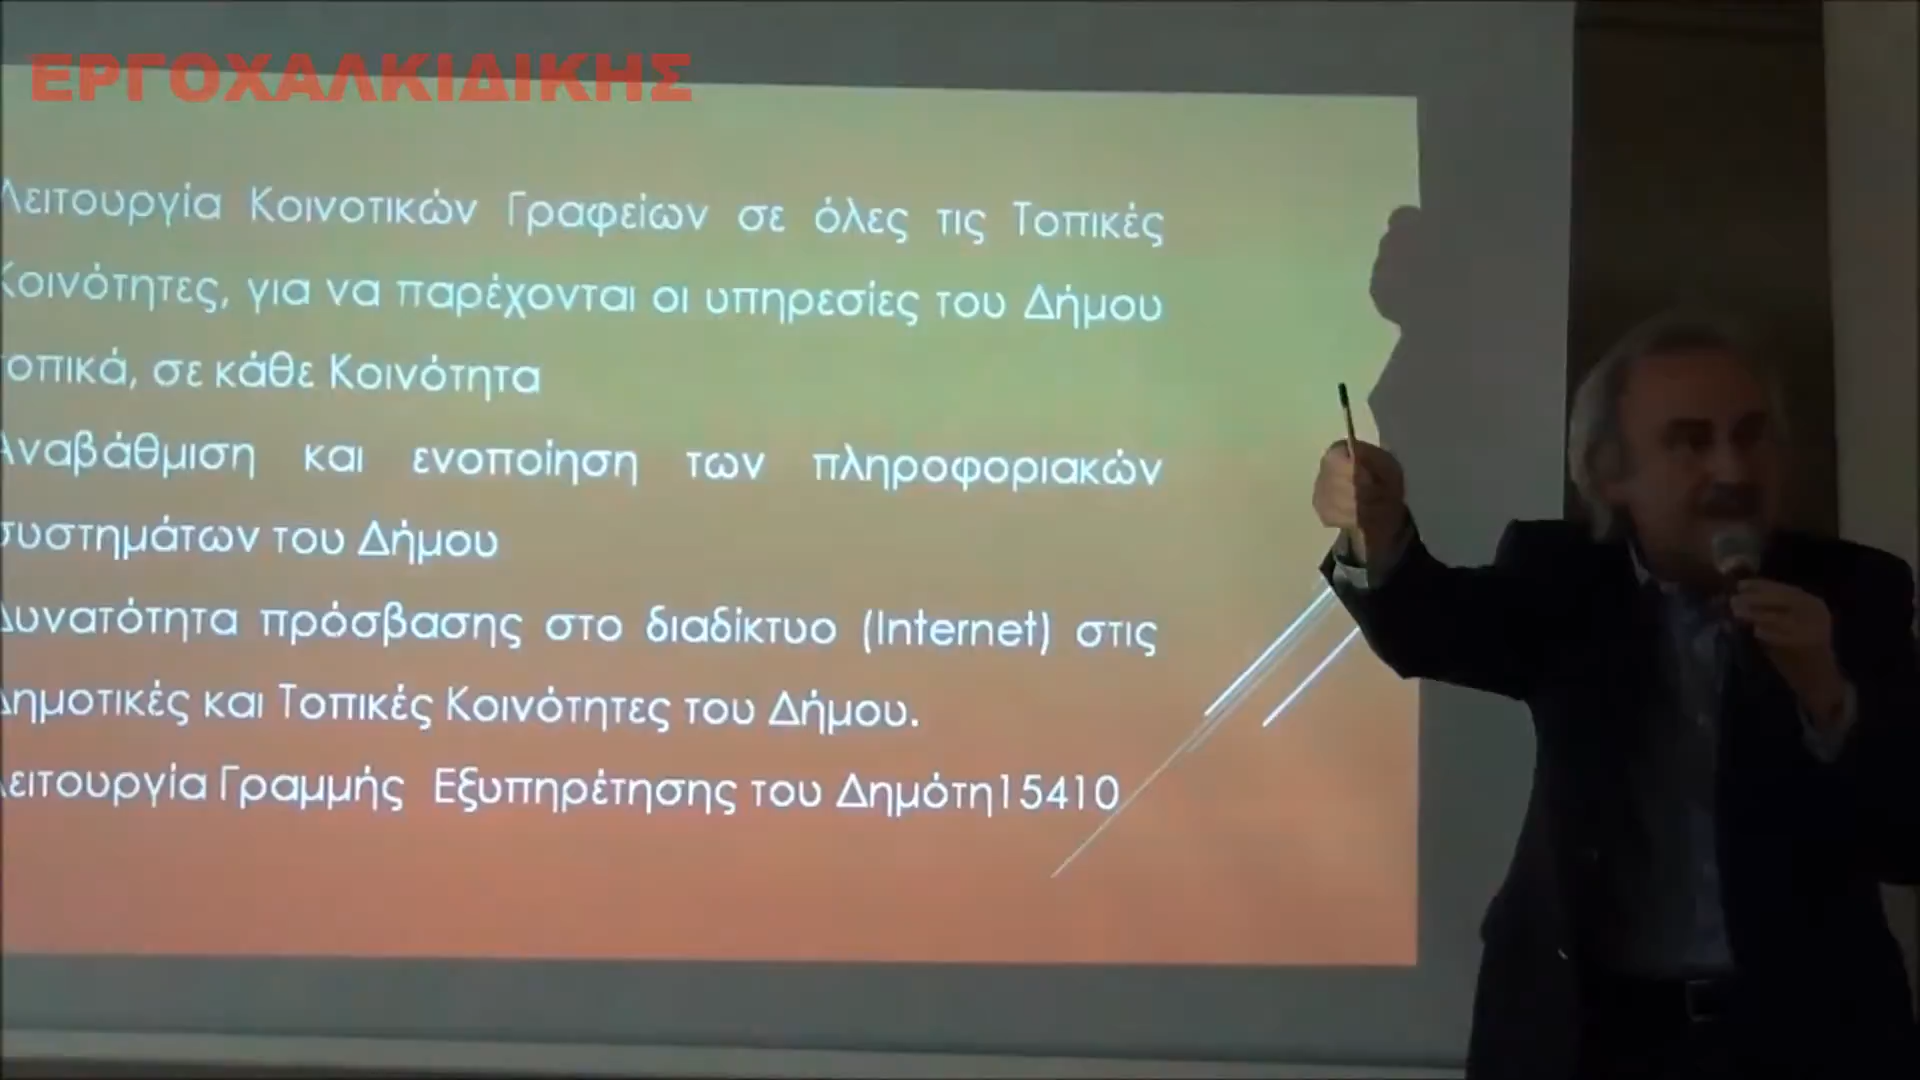 ΕΡΓΟΧΑΛΚΙΔΙΚΗΣ
Λειτουργία Κοινοτικών Γραφείων σε όλες τις Τοπικές
Κοινότητες, για να παρέχονται οι υπηρεσίες του Δήμου
τοπικά, σε κάθε Κοινότητα
Αναβάθμιση και ενοποίηση των πληροφοριακών
συστημάτων του Δήμου
Δυνατότητα πρόσβασης στο διαδίκτυο (Internet) στις
Δημοτικές και Τοπικές Κοινότητες του Δήμου.
Λειτουργία Γραμμής Εξυπηρέτησης του Δημότη15410